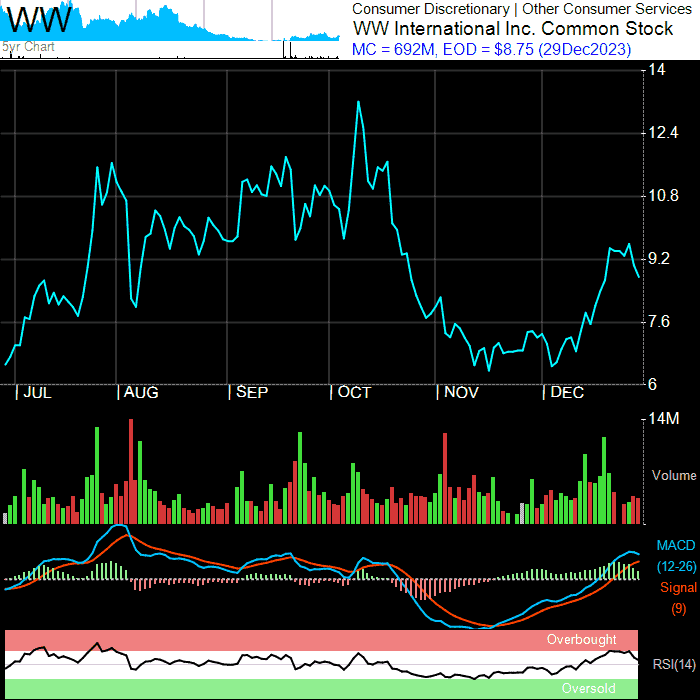 WW
Consumer Discretionary | Other Consumer Services
WW International Inc. Common Stock
5yr Chart
MC = 692M, EOD = $8.75 (29Dec2023)
14
12.4
10.8
9.2
7.6
6
JUL AUG SEP OCT NOV DEC
14M
Volume
MACD
(12-26)
Signal
(9)
Overbought
RSI(14)
Oversold